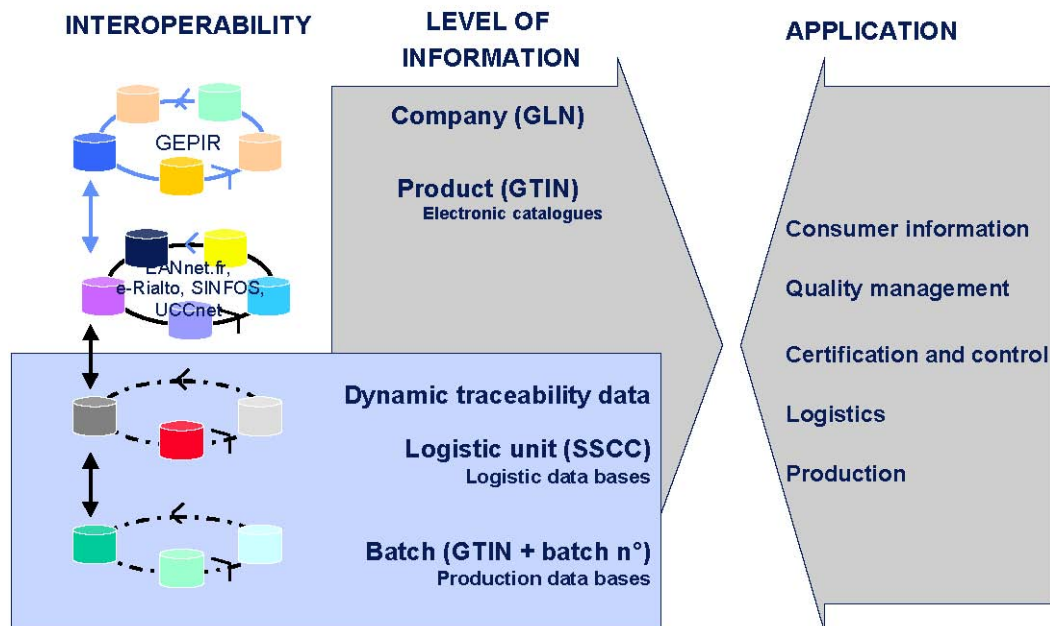 INTEROPERABILITY
LEVEL OF
INFORMATION
APPLICATION
GEPIR
EANnet.fr,
e-Rialto, SINFOS,
UCCnet
Company (GLN)
Product (GTIN)
Electronic catalogues
Dynamic traceability data
Logistic unit (SSCC)
Logistic data bases
Batch (GTIN + batch n°)
Production data bases
Consumer information
Quality management
Certification and control
Logistics
Production